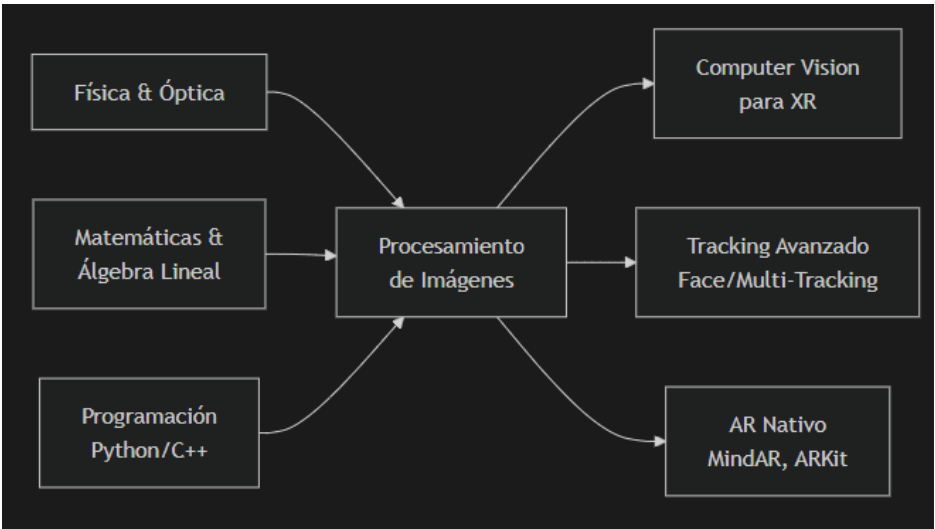 Física & Óptica
Matemáticas &
Álgebra Lineal
Programación
Python/C++
Procesamiento
de Imágenes
Computer Vision
para XR
Tracking Avanzado
Face/Multi-Tracking
AR Nativo
MindAR, ARKit